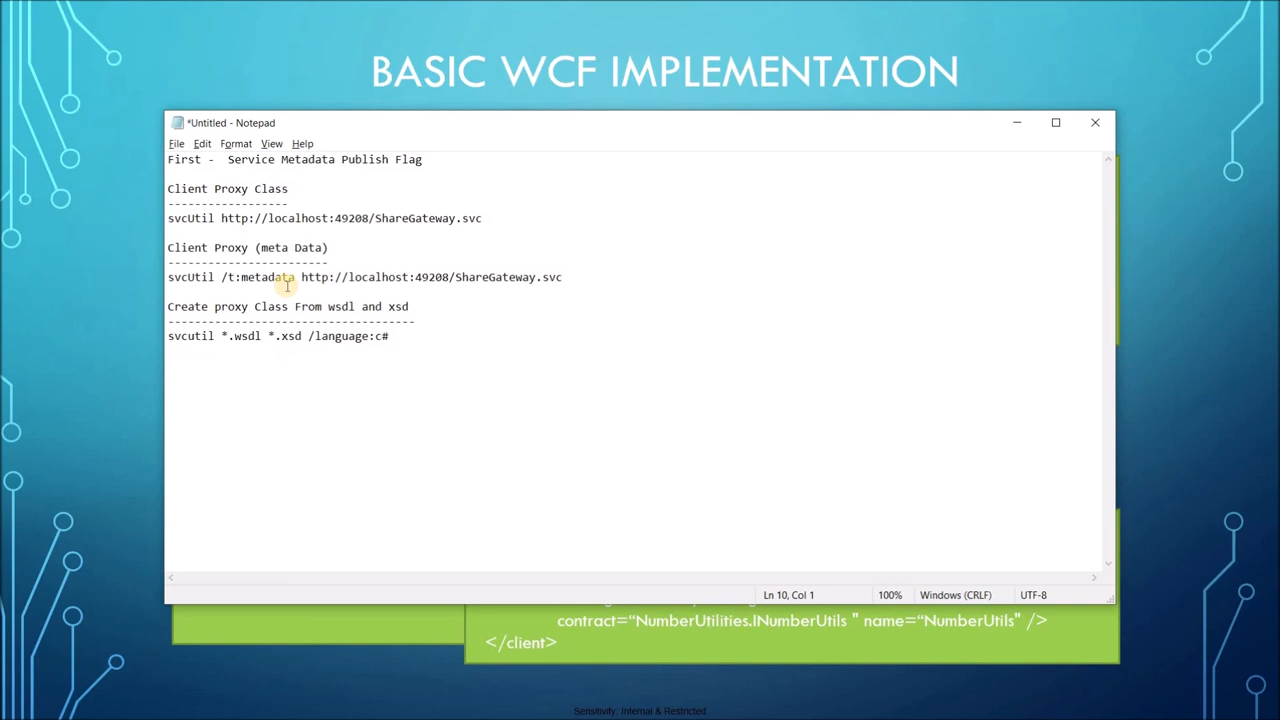 BASIC WCF IMPLEMENTATION
*Untitled - Notepad
File Edit Format View Help
First -  Service Metadata Publish Flag
Client Proxy Class
------------------
svcUtil http://localhost:49208/ShareGateway.svc
Client Proxy (meta Data)
------------------------
svcUtil /t:metadata http://localhost:49208/ShareGateway.svc
Create proxy Class From wsdl and xsd
-------------------------------------
svcutil *.wsdl *.xsd /language:c#
Ln 10, Col 1 100% Windows (CRLF) UTF-8
contract=“NumberUtilities.INumberUtils " name=“NumberUtils" />
</client>
Sensitivity: Internal & Restricted